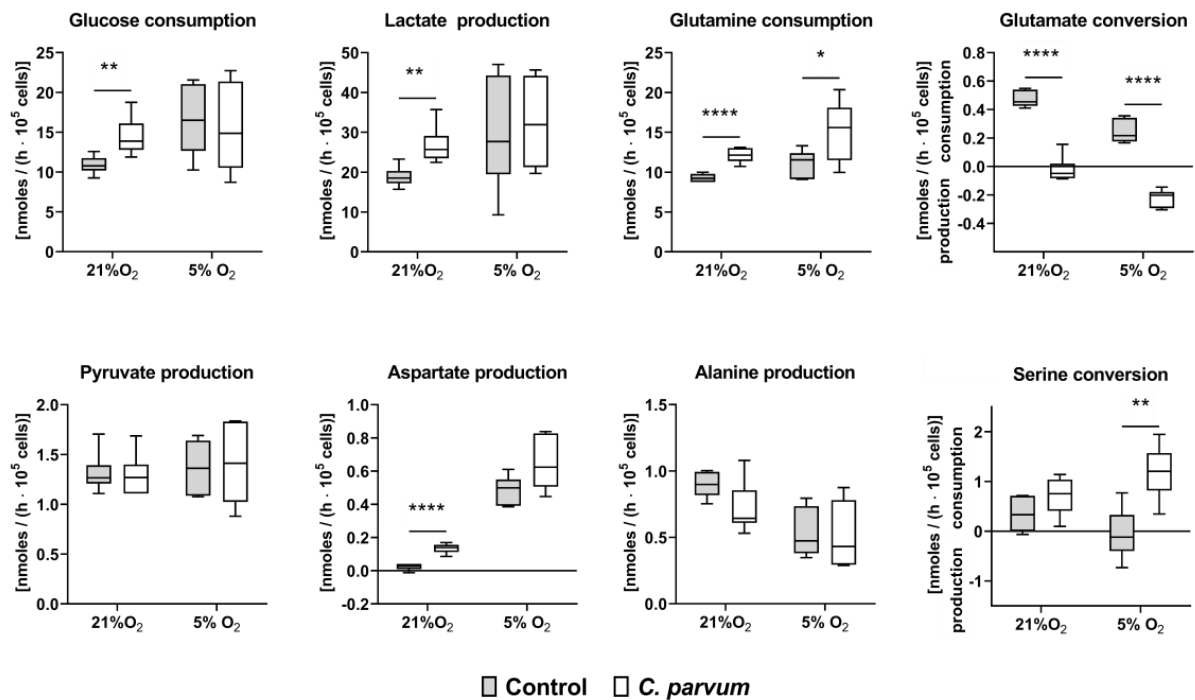 Glucose consumption
[nmoles / (h · 10⁵ cells)]
25
20
15
10
5
0
**
21%O₂
5% O₂
Lactate production
[nmoles / (h · 10⁵ cells)]
50
40
30
20
10
0
**
21%O₂
5% O₂
Glutamine consumption
[nmoles / (h · 10⁵ cells)]
25
20
15
10
5
0
****
*
21%O₂
5% O₂
Glutamate conversion
[nmoles / (h · 10⁵ cells)]
production consumption
0.8
0.6
0.4
0.2
0.0
-0.2
-0.4
****
****
21%O₂
5% O₂
Pyruvate production
[nmoles / (h · 10⁵ cells)]
2.0
1.5
1.0
0.5
0.0
21%O₂
5% O₂
Aspartate production
[nmoles / (h · 10⁵ cells)]
1.0
0.8
0.6
0.4
0.2
0.0
-0.2
****
21%O₂
5% O₂
Alanine production
[nmoles / (h · 10⁵ cells)]
1.5
1.0
0.5
0.0
21%O₂
5% O₂
Serine conversion
[nmoles / (h · 10⁵ cells)]
production consumption
2
1
0
-1
**
21%O₂
5% O₂
Control C. parvum